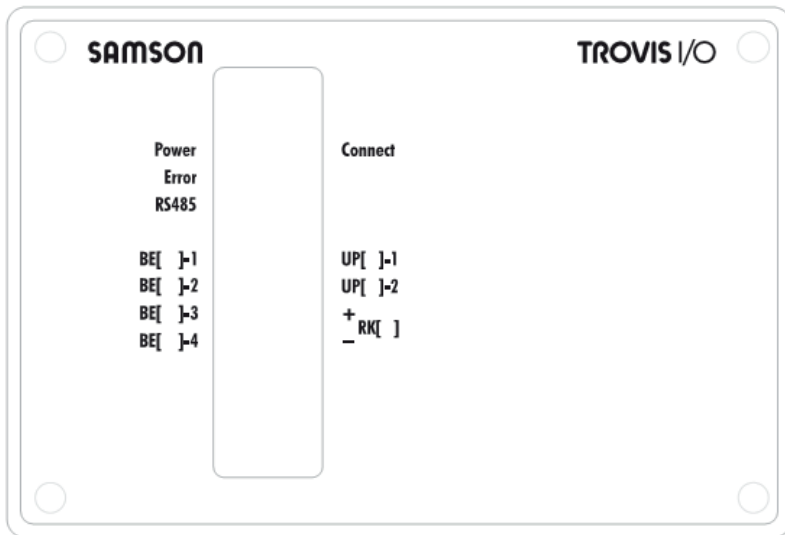 SAMSON
TROVIS I/O
Power
Connect
Error
RS485
BE[ ]-1
UP[ ]-1
BE[ ]-2
UP[ ]-2
BE[ ]-3
+
RK[ ]
BE[ ]-4
–